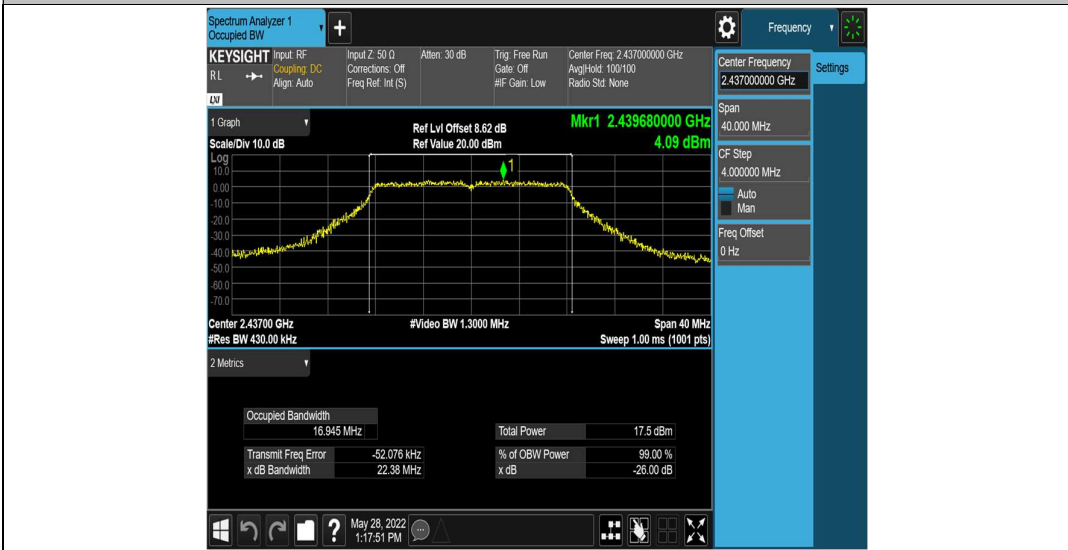 Spectrum Analyzer 1
Occupied BW
+
Frequency
KEYSIGHT
RL
LXI
Input: RF
Coupling: DC
Align: Auto
Input Z: 50 Ω
Corrections: Off
Freq Ref: Int (S)
Atten: 30 dB
Trig: Free Run
Gate: Off
#IF Gain: Low
Center Freq: 2.437000000 GHz
Avg|Hold: 100/100
Radio Std: None
Center Frequency
2.437000000 GHz
Settings
Span
40.000 MHz
CF Step
4.000000 MHz
Auto
Man
Freq Offset
0 Hz
1 Graph
Scale/Div 10.0 dB
Ref Lvl Offset 8.62 dB
Ref Value 20.00 dBm
Mkr1 2.439680000 GHz
4.09 dBm
Log
10.0
0.00
-10.0
-20.0
-30.0
-40.0
-50.0
-60.0
-70.0
1
Center 2.43700 GHz
#Video BW 1.3000 MHz
Span 40 MHz
#Res BW 430.00 kHz
Sweep 1.00 ms (1001 pts)
2 Metrics
Occupied Bandwidth
16.945 MHz
Total Power 17.5 dBm
Transmit Freq Error -52.076 kHz
% of OBW Power 99.00 %
x dB Bandwidth 22.38 MHz
x dB -26.00 dB
?
May 28, 2022
1:17:51 PM